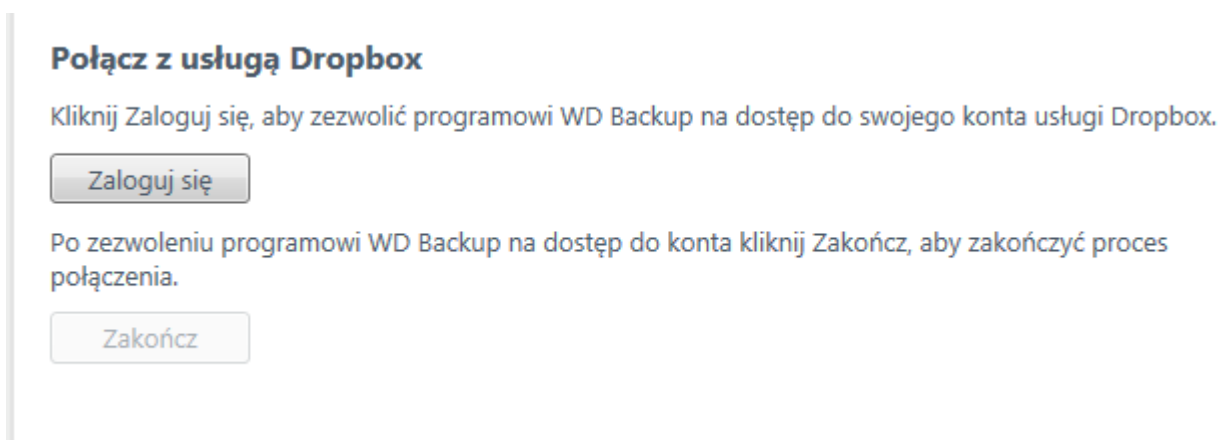 Połącz z usługą Dropbox
Kliknij Zaloguj się, aby zezwolić programowi WD Backup na dostęp do swojego konta usługi Dropbox.
Zaloguj się
Po zezwoleniu programowi WD Backup na dostęp do konta kliknij Zakończ, aby zakończyć proces
połączenia.
Zakończ